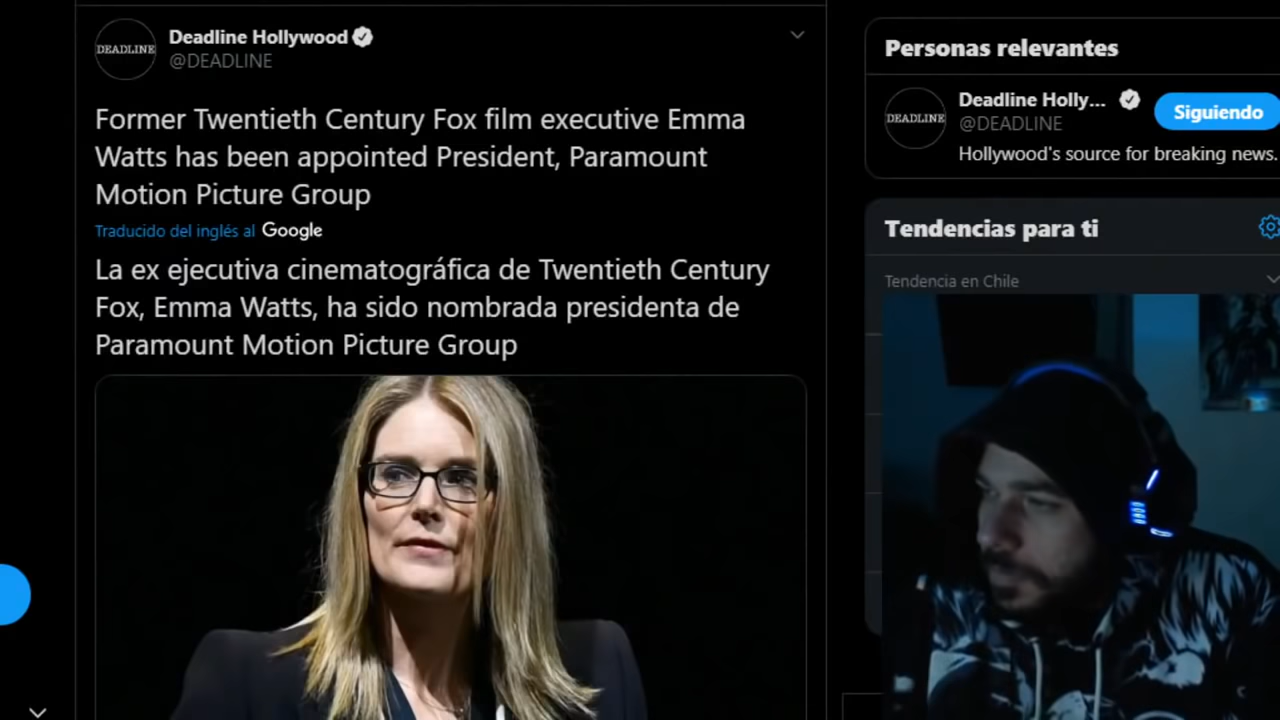 DEADLINE
Deadline Hollywood
@DEADLINE
Former Twentieth Century Fox film executive Emma
Watts has been appointed President, Paramount
Motion Picture Group
Traducido del inglés al Google
La ex ejecutiva cinematográfica de Twentieth Century
Fox, Emma Watts, ha sido nombrada presidenta de
Paramount Motion Picture Group
Personas relevantes
DEADLINE
Deadline Holly...
@DEADLINE
Siguiendo
Hollywood's source for breaking news.
Tendencias para ti
Tendencia en Chile